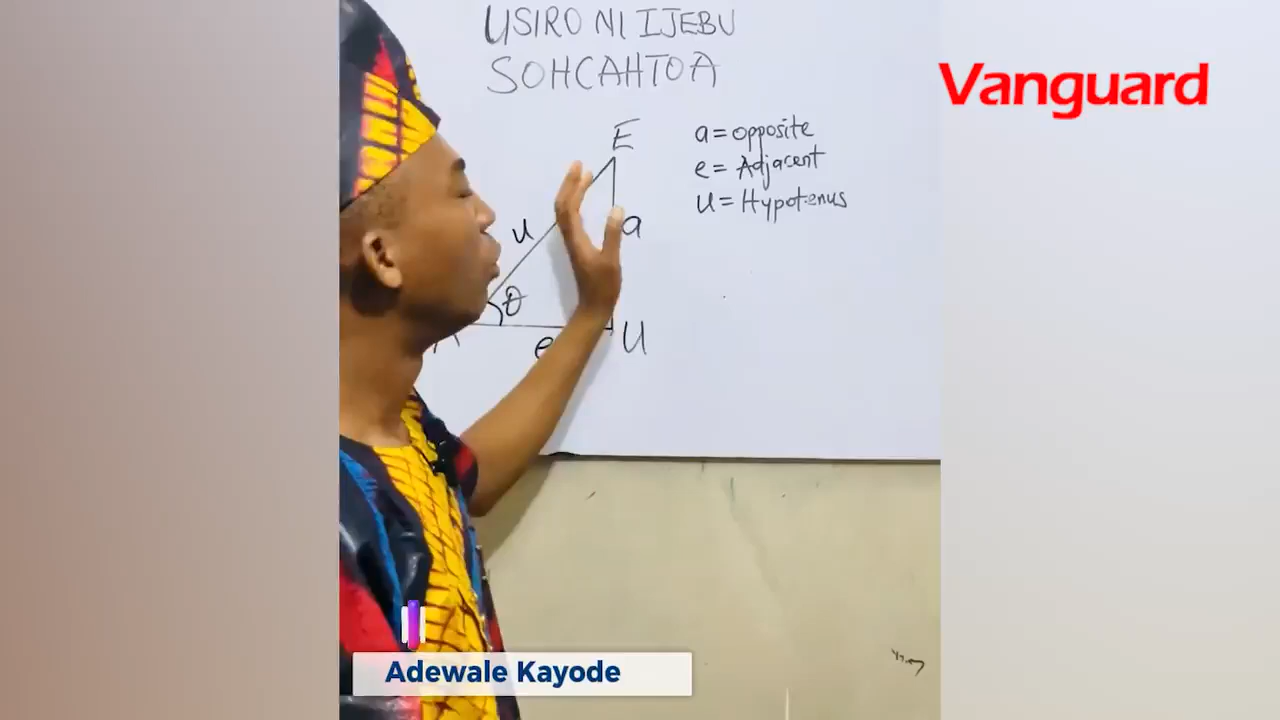 USIRO NI IJEBU
SOHCAHTOA
Vanguard
E
a = opposite
e = Adjacent
u = Hypotenus
u
a
θ
e
U
Adewale Kayode